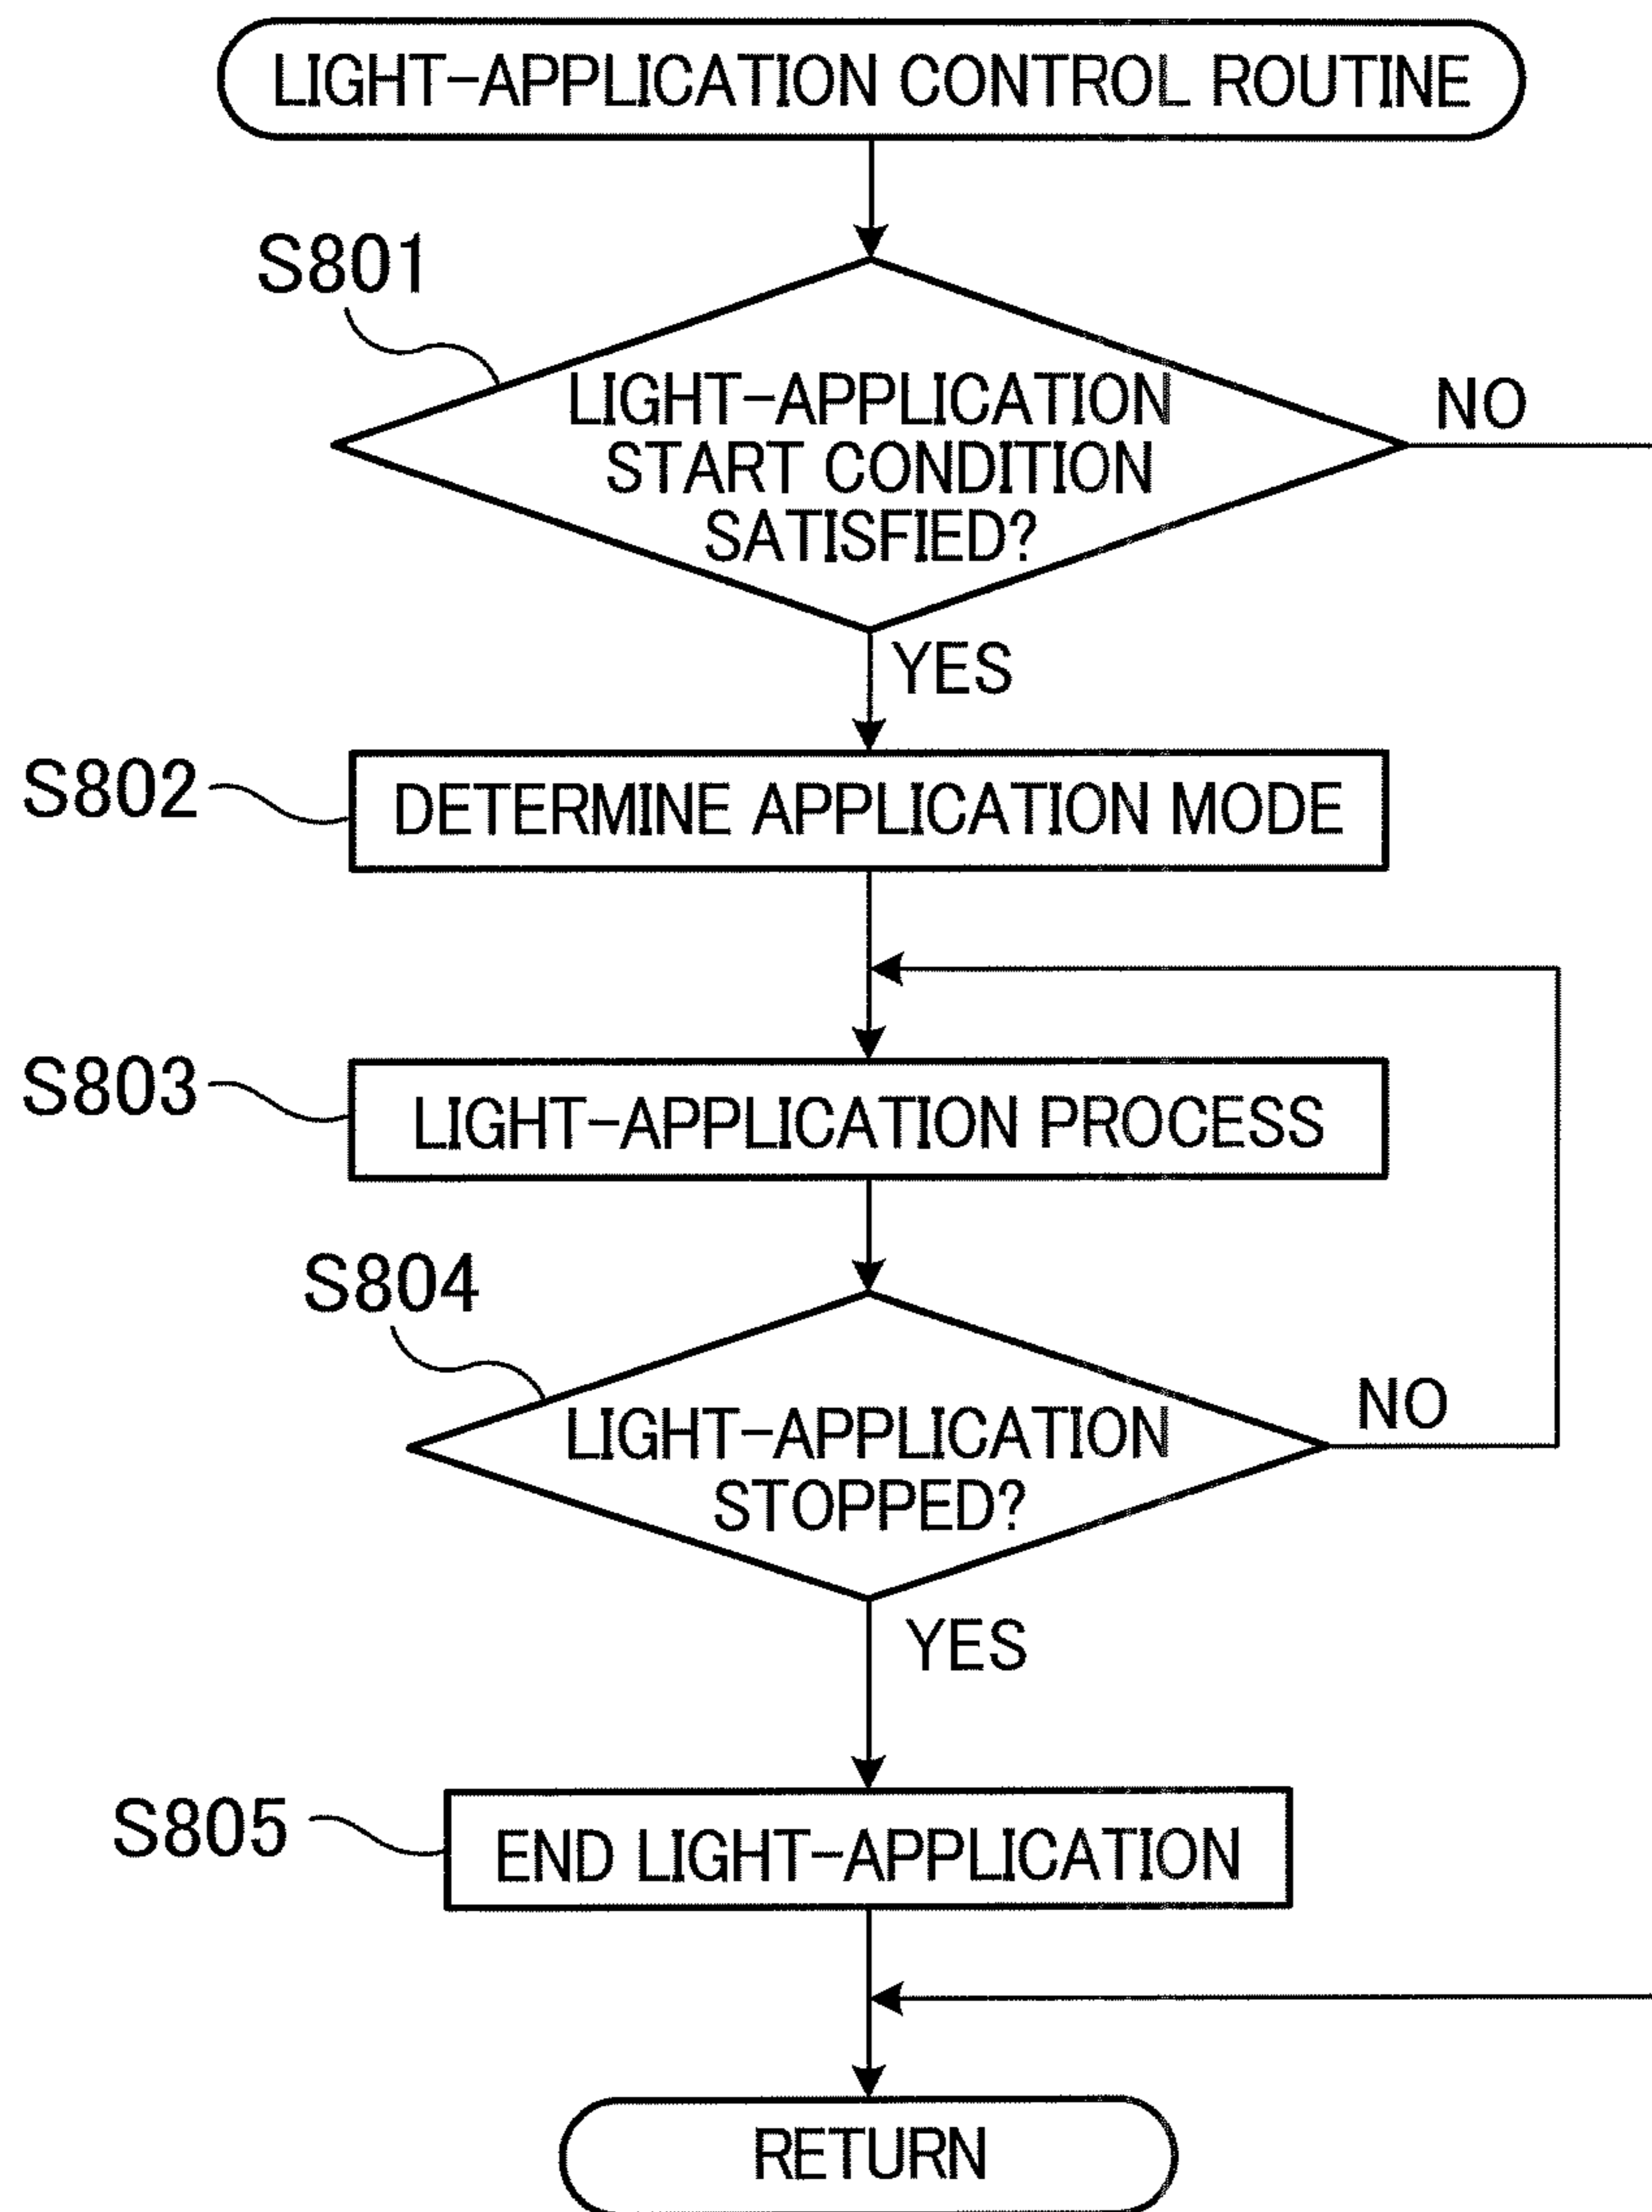 LIGHT-APPLICATION CONTROL ROUTINE
S801
LIGHT-APPLICATION
START CONDITION
SATISFIED?
NO
YES
S802
DETERMINE APPLICATION MODE
S803
LIGHT-APPLICATION PROCESS
S804
LIGHT-APPLICATION
STOPPED?
NO
YES
S805
END LIGHT-APPLICATION
RETURN